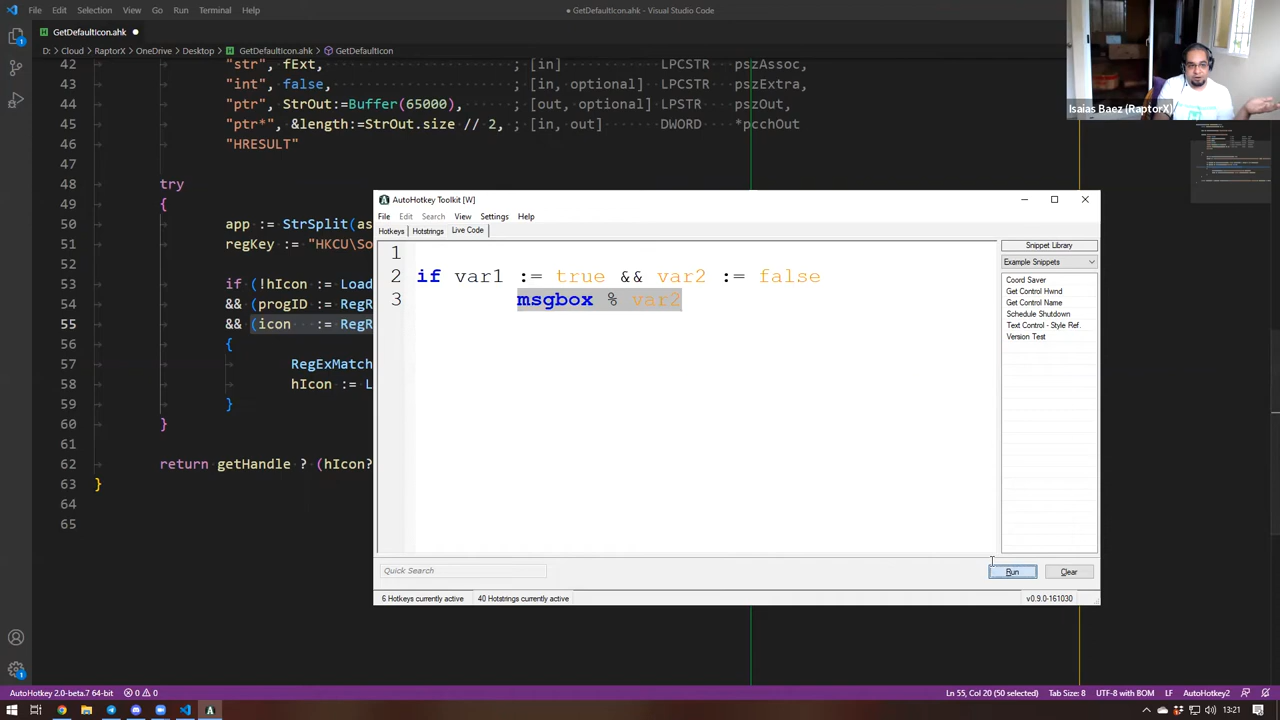 File Edit Selection View Go Run Terminal Help
● GetDefaultIcon.ahk - Visual Studio Code
GetDefaultIcon.ahk ●
D: > Cloud > RaptorX > OneDrive > Desktop > GetDefaultIcon.ahk > GetDefaultIcon
42 "str", fExt, ; [in] LPCSTR pszAssoc,
43 "int", false, ; [in, optional] LPCSTR pszExtra,
44 "ptr", StrOut:=Buffer(65000), ; [out, optional] LPSTR pszOut,
45 "ptr*", &length:=StrOut.size // 2, ; [in, out] DWORD *pcchOut
46 "HRESULT"
48 try
49 {
50 app := StrSplit(as
51 regKey := "HKCU\So
53 if (!hIcon := Load
54 && (progID := RegR
55 && (icon := RegR
56 {
57 RegExMatch
58 hIcon := L
59 }
60 }
61
62 return getHandle ? (hIcon?
63 }
64
65
Isaias Baez (RaptorX)
AutoHotkey Toolkit [W]
File Edit Search View Settings Help
Hotkeys Hotstrings Live Code
1
2 if var1 := true && var2 := false
3 msgbox % var2
Snippet Library
Example Snippets
Coord Saver
Get Control Hwnd
Get Control Name
Schedule Shutdown
Text Control - Style Ref.
Version Test
Quick Search
Run Clear
6 Hotkeys currently active 40 Hotstrings currently active v0.9.0-161030
AutoHotkey 2.0-beta.7 64-bit 0 0 Ln 55, Col 20 (50 selected) Tab Size: 8 UTF-8 with BOM LF AutoHotkey2
13:21